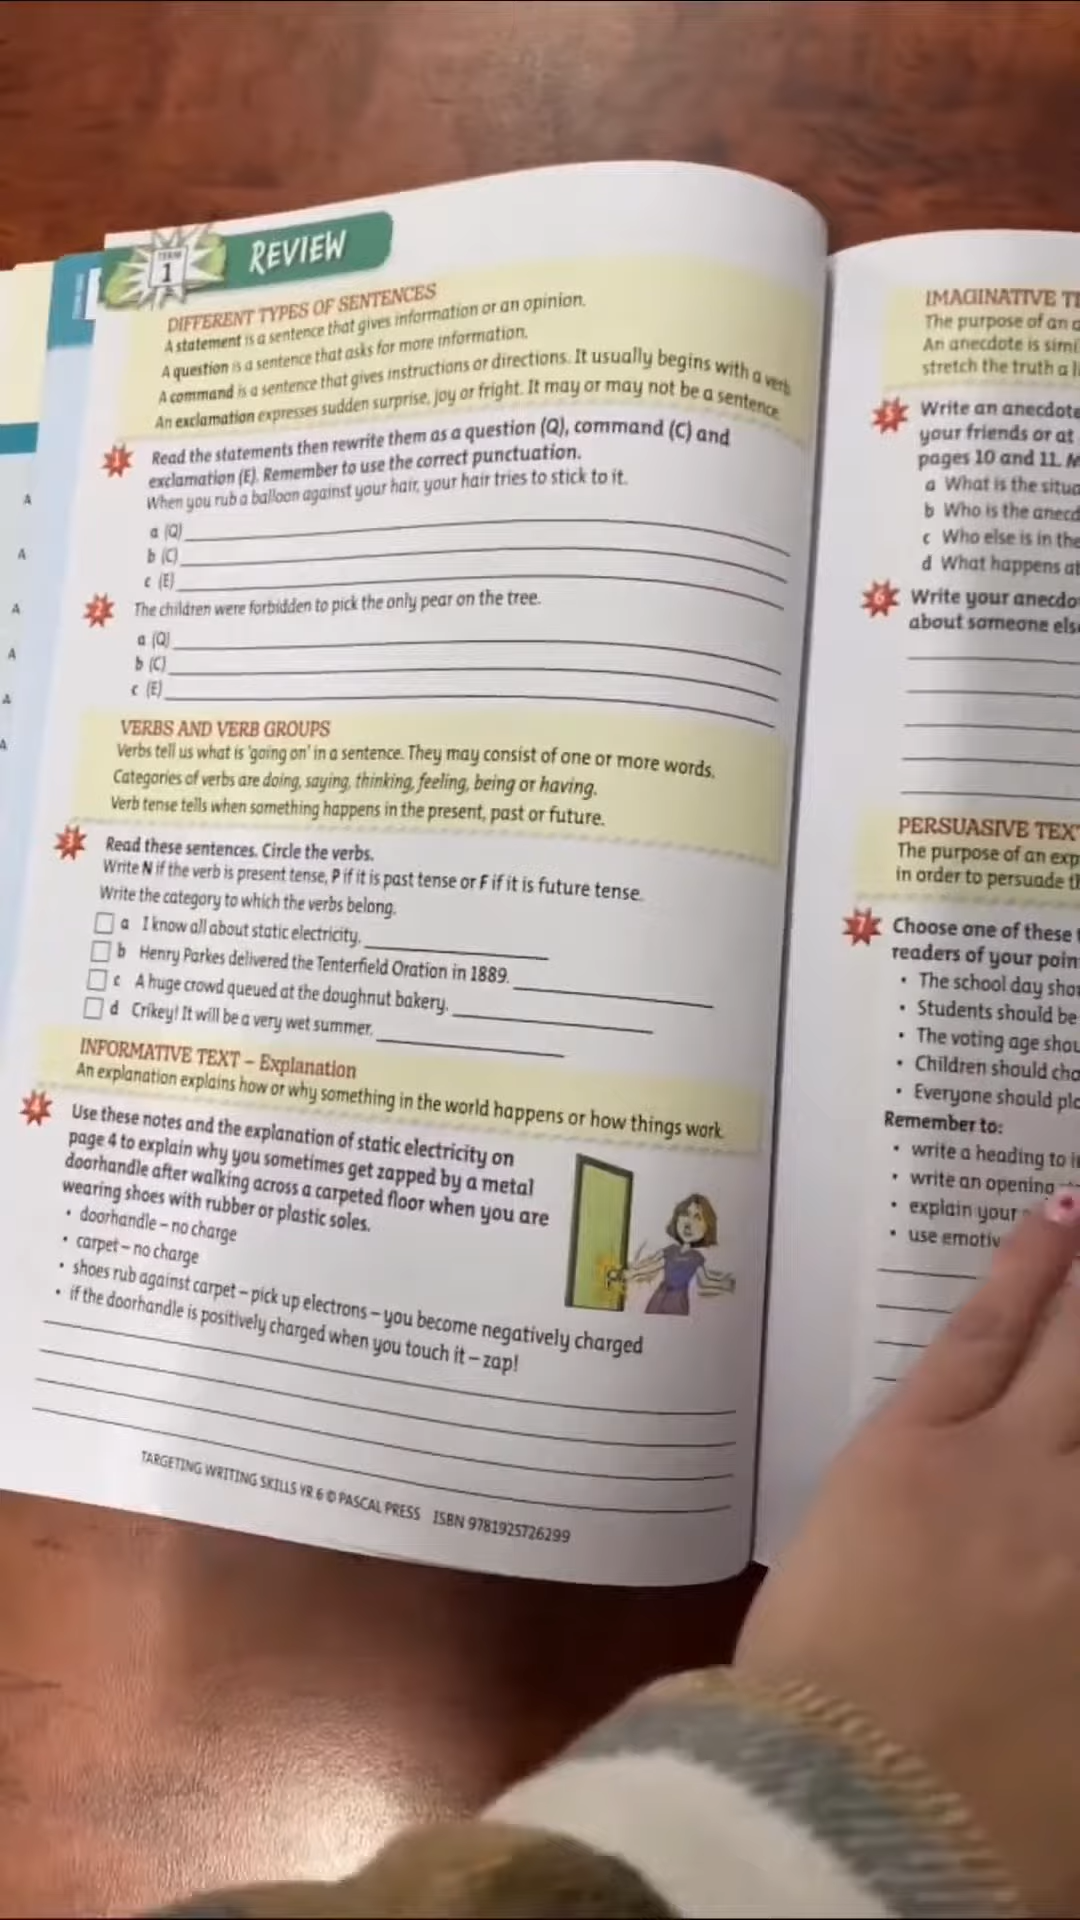 TERM
1
REVIEW
DIFFERENT TYPES OF SENTENCES
A statement is a sentence that gives information or an opinion.
A question is a sentence that asks for more information.
A command is a sentence that gives instructions or directions. It usually begins with a verb
An exclamation expresses sudden surprise, joy or fright. It may or may not be a sentence
1 Read the statements then rewrite them as a question (Q), command (C) and
exclamation (E). Remember to use the correct punctuation.
When you rub a balloon against your hair, your hair tries to stick to it.
a (Q)
b (C)
c (E)
2 The children were forbidden to pick the only pear on the tree.
a (Q)
b (C)
c (E)
VERBS AND VERB GROUPS
Verbs tell us what is 'going on' in a sentence. They may consist of one or more words.
Categories of verbs are doing, saying, thinking, feeling, being or having.
Verb tense tells when something happens in the present, past or future.
3 Read these sentences. Circle the verbs.
Write N if the verb is present tense, P if it is past tense or F if it is future tense.
Write the category to which the verbs belong.
a I know all about static electricity.
b Henry Parkes delivered the Tenterfield Oration in 1889.
c A huge crowd queued at the doughnut bakery.
d Crikey! It will be a very wet summer.
INFORMATIVE TEXT – Explanation
An explanation explains how or why something in the world happens or how things work.
4 Use these notes and the explanation of static electricity on
page 4 to explain why you sometimes get zapped by a metal
doorhandle after walking across a carpeted floor when you are
wearing shoes with rubber or plastic soles.
• doorhandle – no charge
• carpet – no charge
• shoes rub against carpet – pick up electrons – you become negatively charged
• if the doorhandle is positively charged when you touch it – zap!
TARGETING WRITING SKILLS YR 6 © PASCAL PRESS ISBN 9781925726299
A
A
A
A
A
A
IMAGINATIVE
The purpose of an
An anecdote is
stretch the truth a
5 Write an anecdote
your friends or at
pages 10 and 11.
a What is the
b Who is the
c Who else is in the
d What happens at
6 Write your
about someone
PERSUASIVE
The purpose of an
in order to persuade
7 Choose one of these
readers of your
• The school day
• Students should be
• The voting age
• Children should
• Everyone should
Remember to:
• write a heading to
• write an opening
• explain your
• use